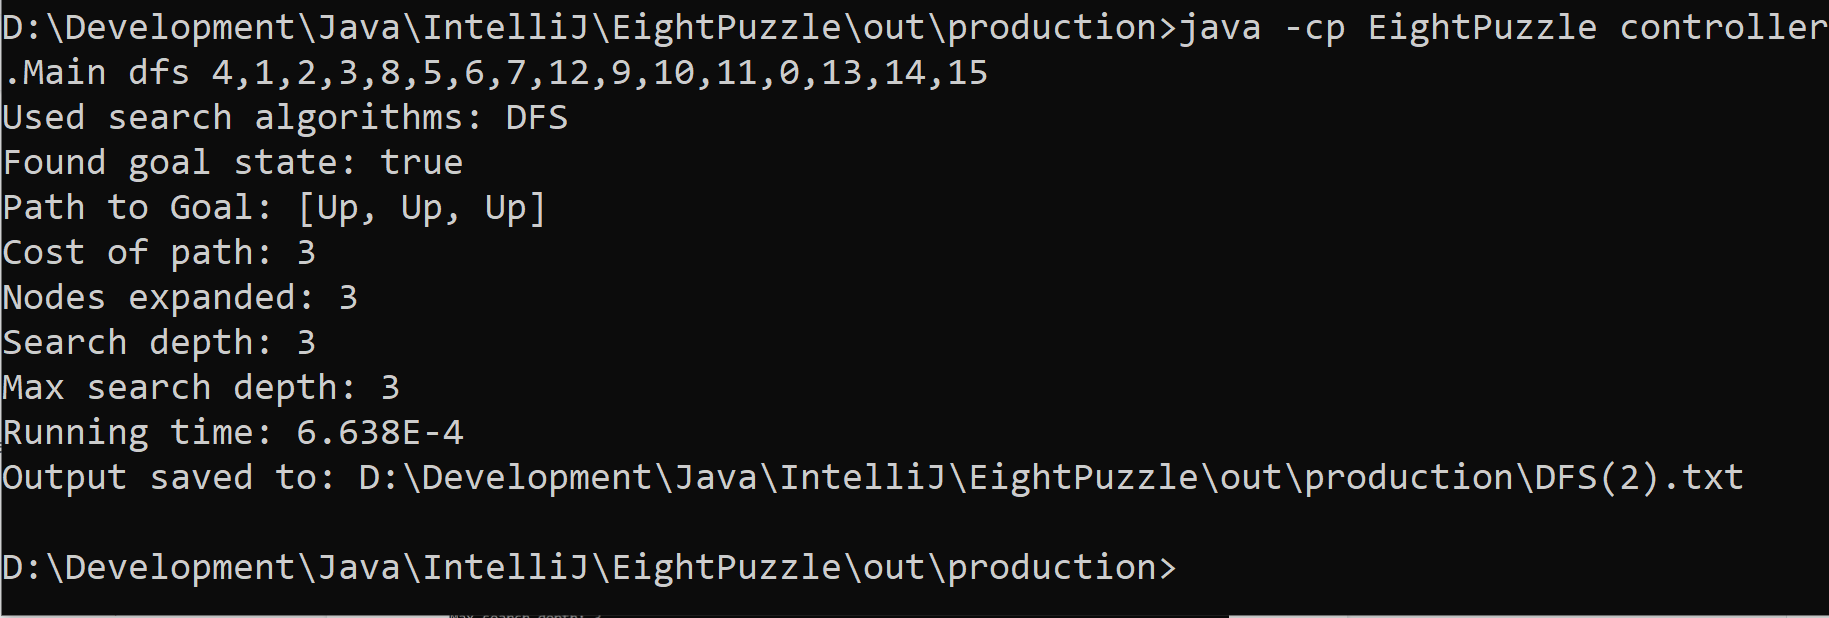 D:\Development\Java\IntelliJ\EightPuzzle\out\production>java -cp EightPuzzle controller
.Main dfs 4,1,2,3,8,5,6,7,12,9,10,11,0,13,14,15
Used search algorithms: DFS
Found goal state: true
Path to Goal: [Up, Up, Up]
Cost of path: 3
Nodes expanded: 3
Search depth: 3
Max search depth: 3
Running time: 6.638E-4
Output saved to: D:\Development\Java\IntelliJ\EightPuzzle\out\production\DFS(2).txt
D:\Development\Java\IntelliJ\EightPuzzle\out\production>